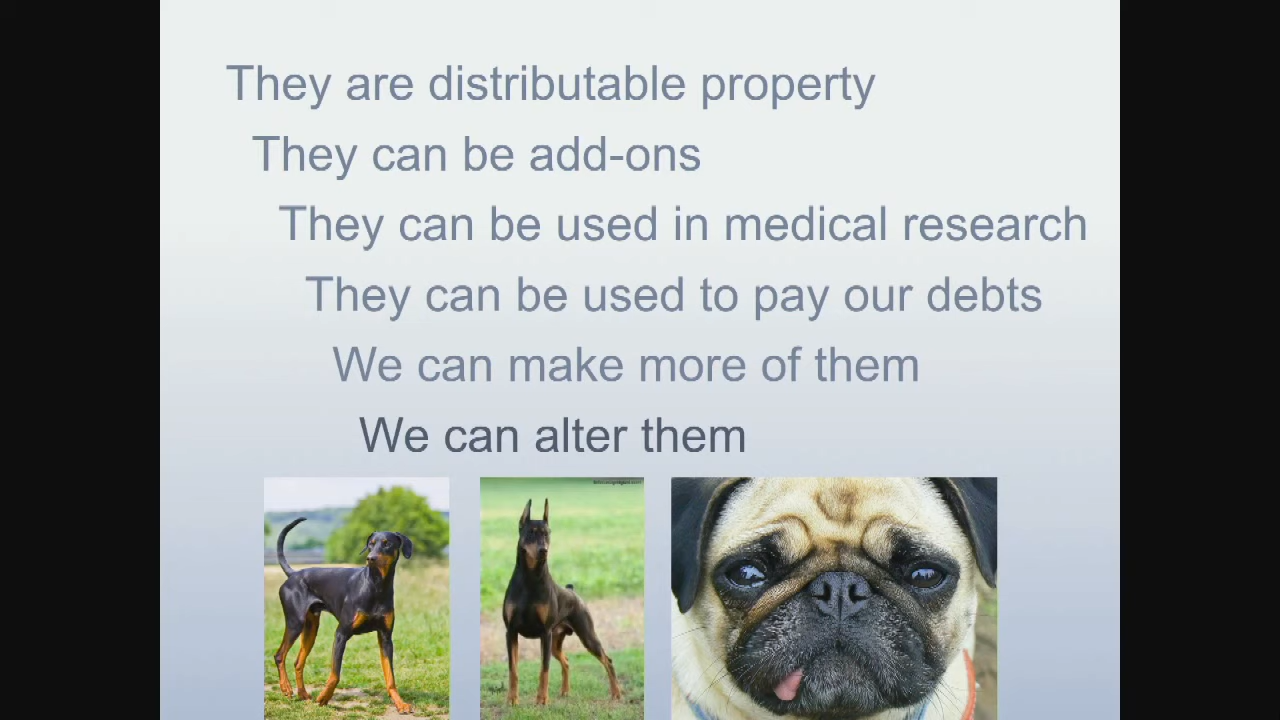 They are distributable property
They can be add-ons
They can be used in medical research
They can be used to pay our debts
We can make more of them
We can alter them